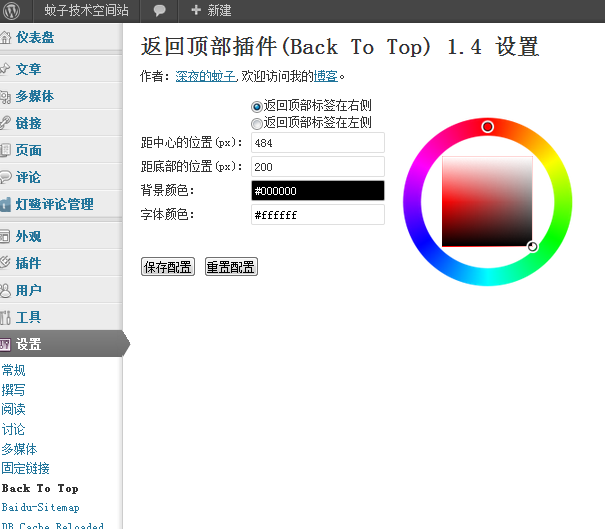 蚊子技术空间站 新建
仪表盘
文章
多媒体
链接
页面
评论
灯鹭评论管理
外观
插件
用户
工具
设置
常规
撰写
阅读
讨论
多媒体
固定链接
Back To Top
Baidu-Sitemap
DB Cache Reloaded
返回顶部插件(Back To Top) 1.4 设置
作者: 深夜的蚊子, 欢迎访问我的博客。
返回顶部标签在右侧
返回顶部标签在左侧
距中心的位置(px): 484
距底部的位置(px): 200
背景颜色: #000000
字体颜色: #ffffff
保存配置 重置配置